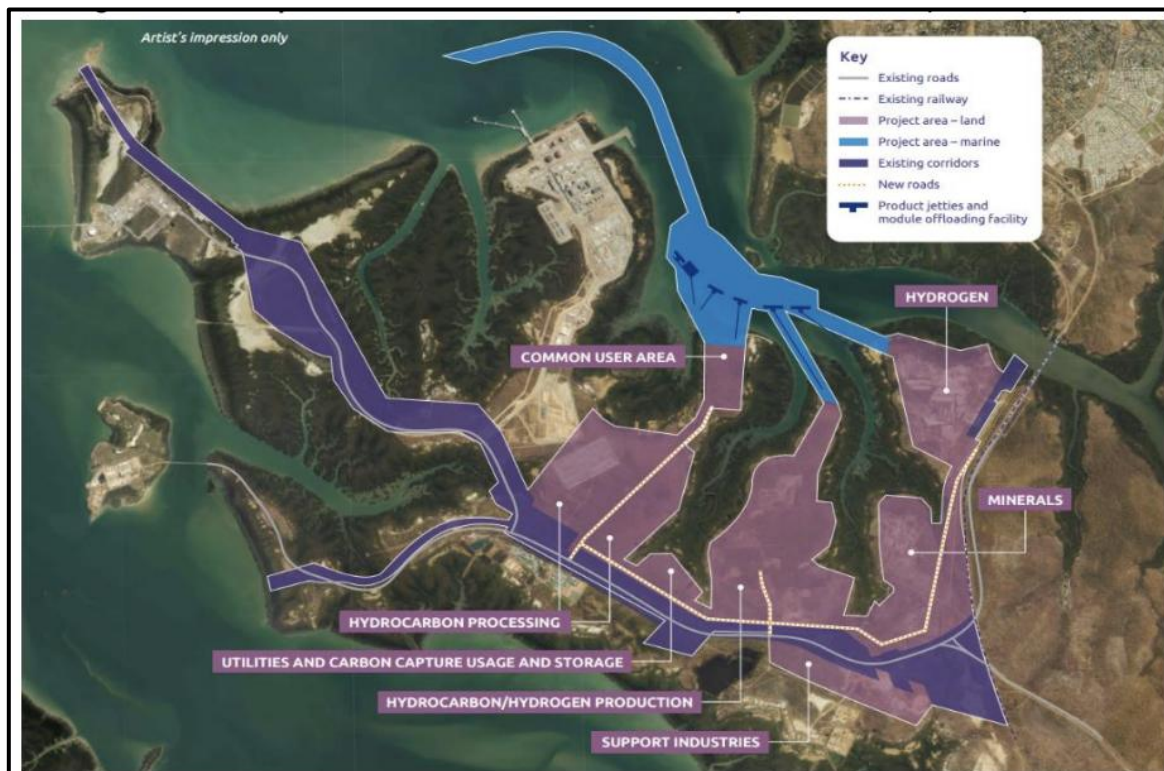 Artist's impression only
Key
Existing roads
Existing railway
Project area – land
Project area – marine
Existing corridors
New roads
Product jetties and
module offloading facility
HYDROGEN
COMMON USER AREA
MINERALS
HYDROCARBON PROCESSING
UTILITIES AND CARBON CAPTURE USAGE AND STORAGE
HYDROCARBON/HYDROGEN PRODUCTION
SUPPORT INDUSTRIES